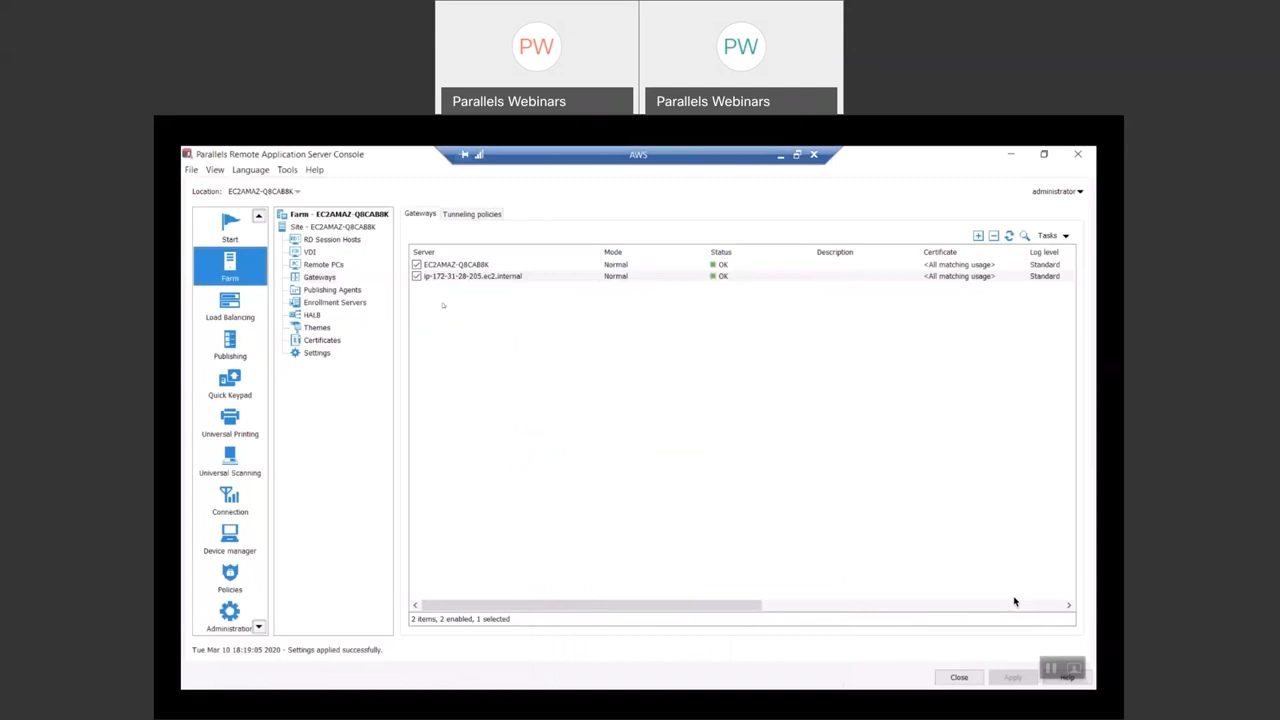 PW
PW
Parallels Webinars
Parallels Webinars
Parallels Remote Application Server Console
AWS
File View Language Tools Help
Location: EC2AMAZ-Q8CAB8K
administrator
Start
Farm
Load Balancing
Publishing
Quick Keypad
Universal Printing
Universal Scanning
Connection
Device manager
Policies
Administration
Farm - EC2AMAZ-Q8CAB8K
Site - EC2AMAZ-Q8CAB8K
RD Session Hosts
VDI
Remote PCs
Gateways
Publishing Agents
Enrollment Servers
HALB
Themes
Certificates
Settings
Gateways Tunneling policies
Tasks
Server Mode Status Description Certificate Log level
EC2AMAZ-Q8CAB8K Normal OK <All matching usage> Standard
ip-172-31-28-205.ec2.internal Normal OK <All matching usage> Standard
2 items, 2 enabled, 1 selected
Tue Mar 10 18:19:05 2020 - Settings applied successfully.
Close Apply Help